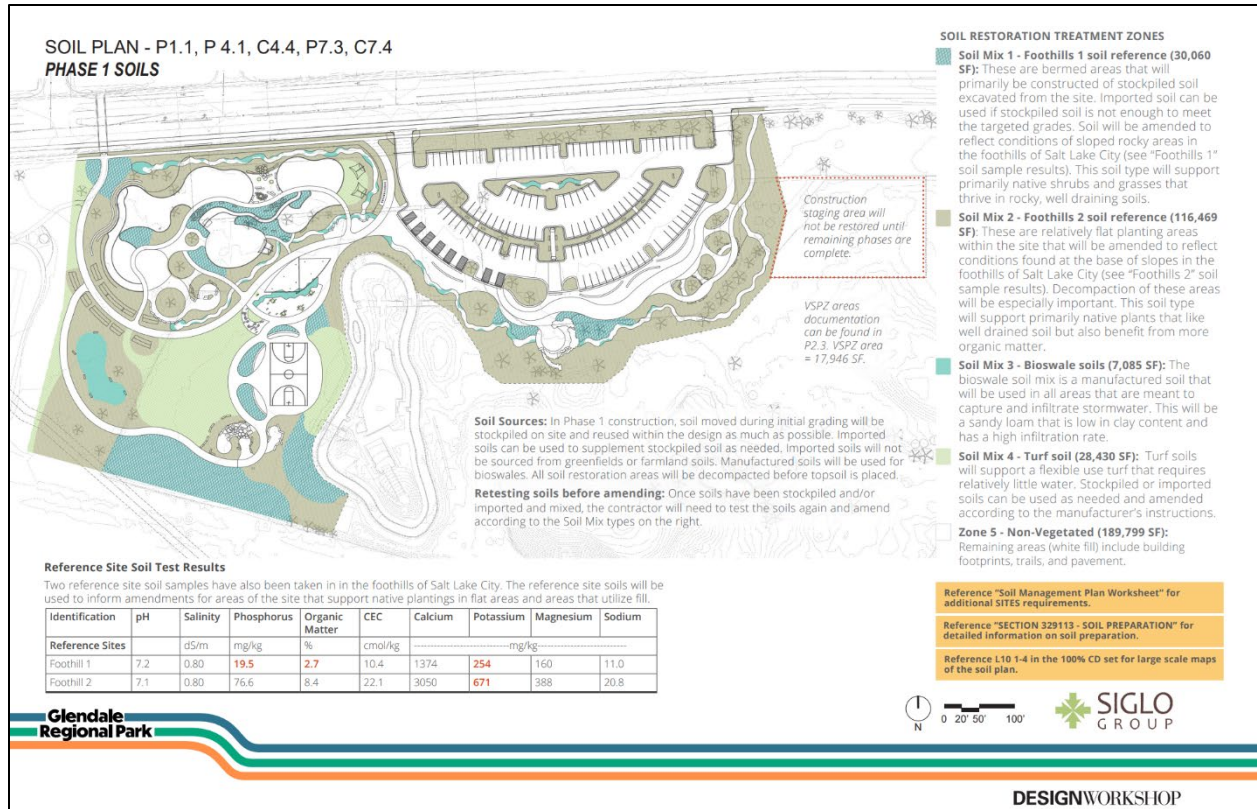 SOIL PLAN - P1.1, P 4.1, C4.4, P7.3, C7.4
PHASE 1 SOILS
Construction
staging area will
not be restored until
remaining phases are
complete.
VSPZ areas
documentation
can be found in
P2.3. VSPZ area
= 17,946 SF.
Soil Sources: In Phase 1 construction, soil moved during initial grading will be
stockpiled on site and reused within the design as much as possible. Imported
soils can be used to supplement stockpiled soil as needed. Imported soils will not
be sourced from greenfields or farmland soils. Manufactured soils will be used for
bioswales. All soil restoration areas will be decompacted before topsoil is placed.
Retesting soils before amending: Once soils have been stockpiled and/or
imported and mixed, the contractor will need to test the soils again and amend
according to the Soil Mix types on the right.
SOIL RESTORATION TREATMENT ZONES
Soil Mix 1 - Foothills 1 soil reference (30,060
SF): These are bermed areas that will
primarily be constructed of stockpiled soil
excavated from the site. Imported soil can be
used if stockpiled soil is not enough to meet
the targeted grades. Soil will be amended to
reflect conditions of sloped rocky areas in
the foothills of Salt Lake City (see “Foothills 1”
soil sample results). This soil type will support
primarily native shrubs and grasses that
thrive in rocky, well draining soils.
Soil Mix 2 - Foothills 2 soil reference (116,469
SF): These are relatively flat planting areas
within the site that will be amended to reflect
conditions found at the base of slopes in the
foothills of Salt Lake City (see “Foothills 2” soil
sample results). Decompaction of these areas
will be especially important. This soil type
will support primarily native plants that like
well drained soil but also benefit from more
organic matter.
Soil Mix 3 - Bioswale soils (7,085 SF): The
bioswale soil mix is a manufactured soil that
will be used in all areas that are meant to
capture and infiltrate stormwater. This will be
a sandy loam that is low in clay content and
has a high infiltration rate.
Soil Mix 4 - Turf soil (28,430 SF): Turf soils
will support a flexible use turf that requires
relatively little water. Stockpiled or imported
soils can be used as needed and amended
according to the manufacturer's instructions.
Zone 5 - Non-Vegetated (189,799 SF):
Remaining areas (white fill) include building
footprints, trails, and pavement.
Reference “Soil Management Plan Worksheet” for
additional SITES requirements.
Reference “SECTION 329113 - SOIL PREPARATION” for
detailed information on soil preparation.
Reference L10 1-4 in the 100% CD set for large scale maps
of the soil plan.
Reference Site Soil Test Results
Two reference site soil samples have also been taken in in the foothills of Salt Lake City. The reference site soils will be
used to inform amendments for areas of the site that support native plantings in flat areas and areas that utilize fill.
Identification pH Salinity Phosphorus Organic Matter CEC Calcium Potassium Magnesium Sodium
Reference Sites dS/m mg/kg % cmol/kg ----------------------------mg/kg-------------------------
Foothill 1 7.2 0.80 19.5 2.7 10.4 1374 254 160 11.0
Foothill 2 7.1 0.80 76.6 8.4 22.1 3050 671 388 20.8
N
0 20' 50' 100'
SIGLO
GROUP
Glendale
Regional Park
DESIGNWORKSHOP